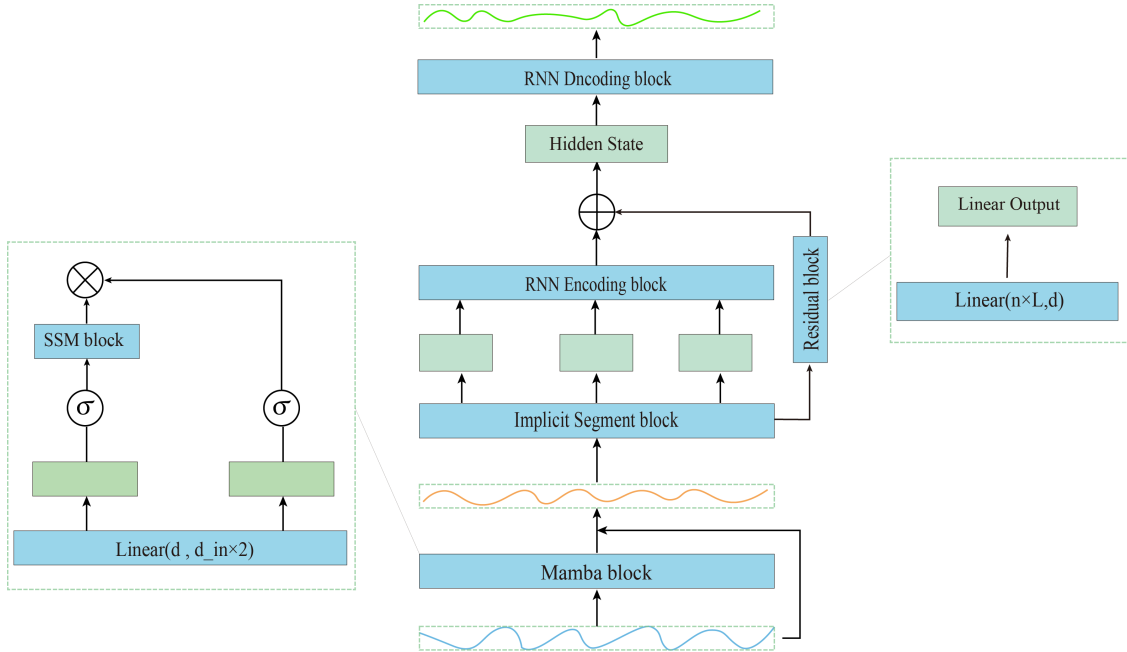 RNN Dncoding block
Hidden State
Linear Output
RNN Encoding block
Residual block
Linear(n×L,d)
SSM block
σ
σ
Implicit Segment block
Linear(d , d_in×2)
Mamba block